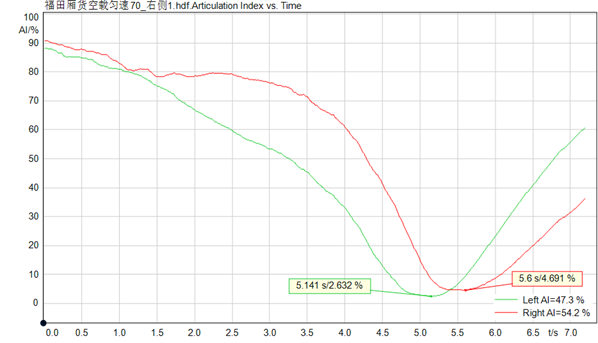 福田厢货空载匀速70_右侧1.hdf.Articulation Index vs. Time
100
AI/%
90
80
70
60
50
40
30
20
10
0
5.141 s/2.632 %
5.6 s/4.691 %
Left AI=47.3 %
Right AI=54.2 %
0.0 0.5 1.0 1.5 2.0 2.5 3.0 3.5 4.0 4.5 5.0 5.5 6.0 6.5 t/s 7.0